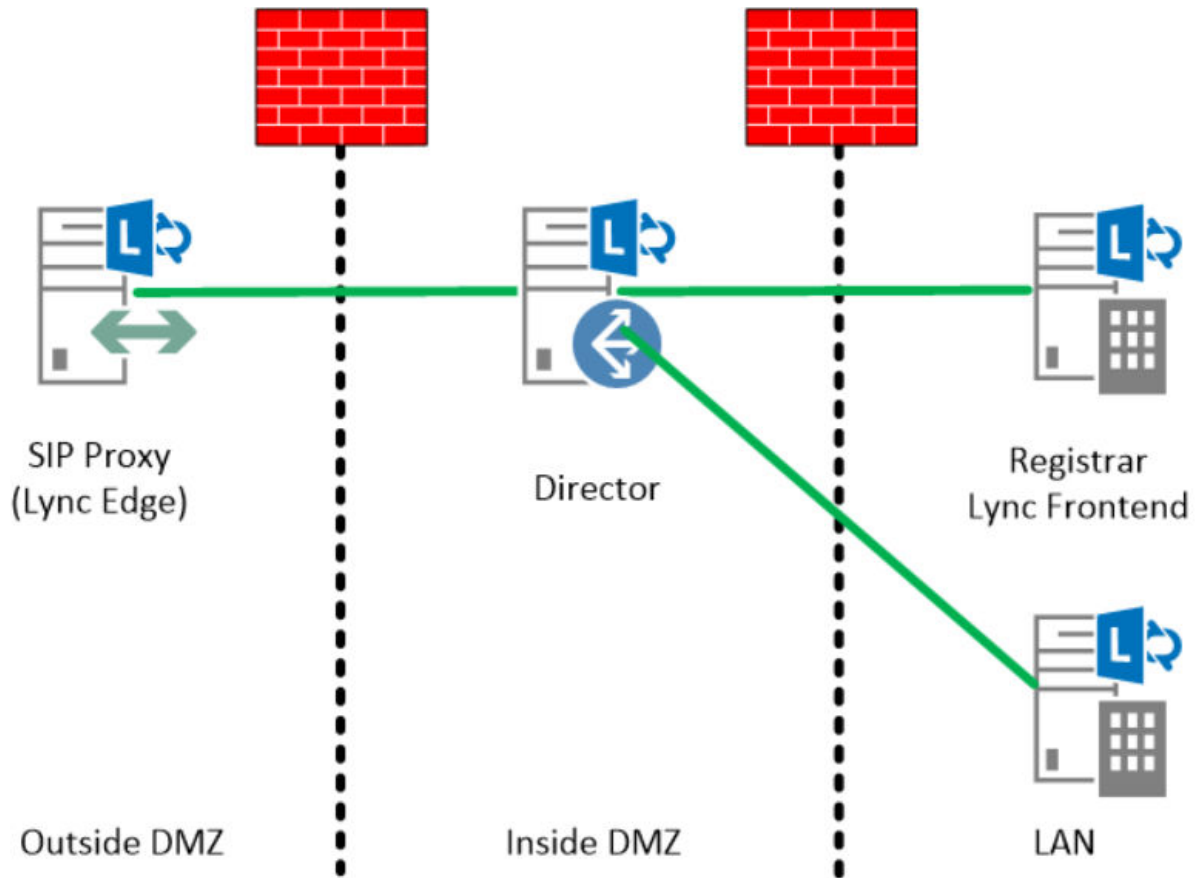 L
L
L
SIP Proxy
(Lync Edge)
Director
Registrar
Lync Frontend
L
Outside DMZ
Inside DMZ
LAN